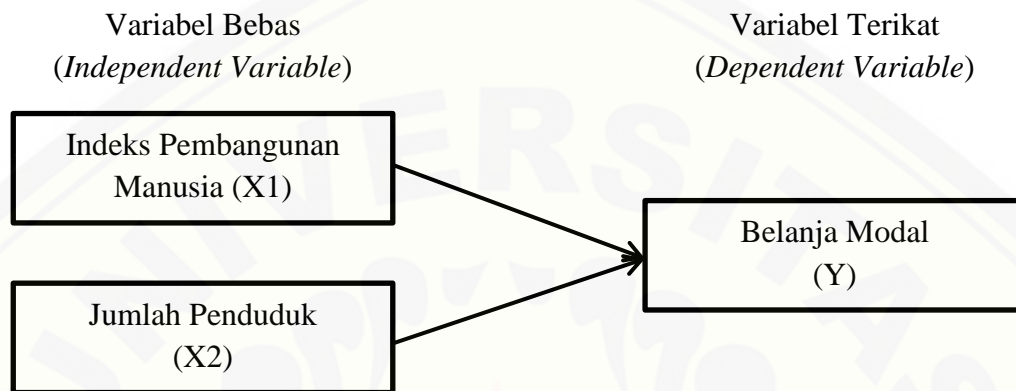 Variabel Bebas
(Independent Variable)
Variabel Terikat
(Dependent Variable)
Indeks Pembangunan
Manusia (X1)
Jumlah Penduduk
(X2)
Belanja Modal
(Y)